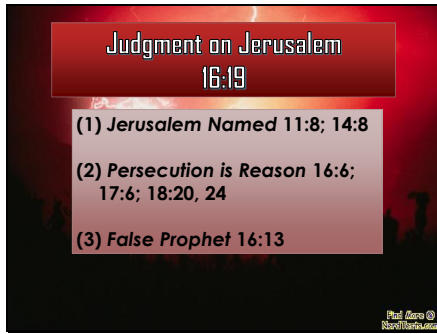 Judgment on Jerusalem
16:19
(1) Jerusalem Named 11:8; 14:8
(2) Persecution is Reason 16:6;
17:6; 18:20, 24
(3) False Prophet 16:13
Find More @
NerdTests.com